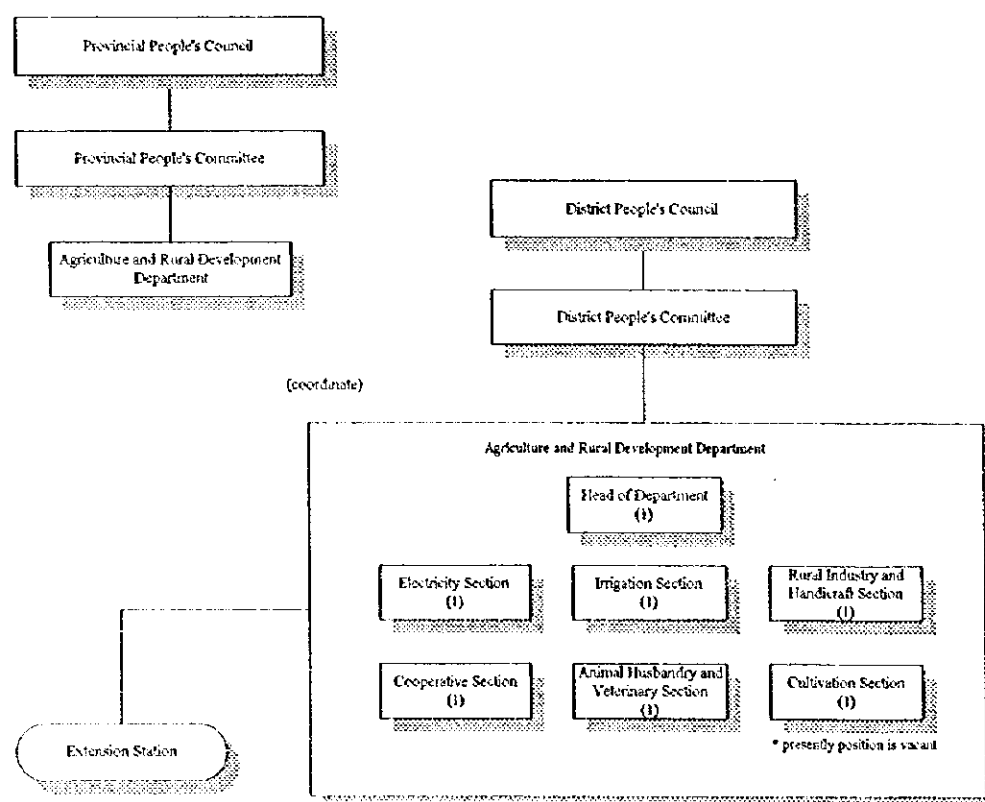 Provincial People's Council
Provincial People's Committee
Agriculture and Rural Development
Department
District People's Council
District People's Committee
(coordinate)
Agriculture and Rural Development Department
Head of Department
(1)
Electricity Section
(1)
Irrigation Section
(1)
Rural Industry and
Handicraft Section
(1)
Cooperative Section
(1)
Animal Husbandry and
Veterinary Section
(1)
Cultivation Section
(1)
* presently position is vacant
Extension Station